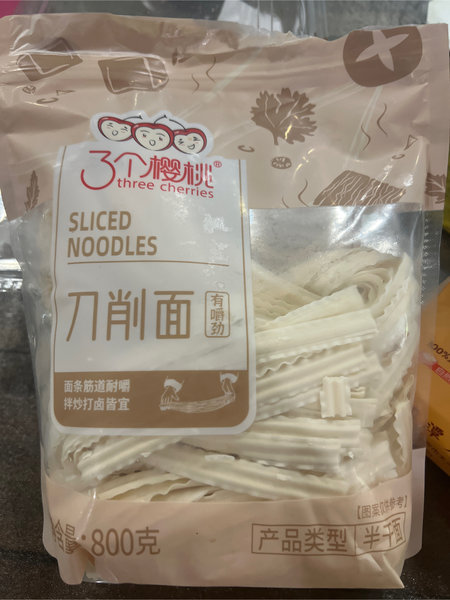 3个樱桃®
three cherries
SLICED
NOODLES
刀削面
有嚼劲
面条筋道耐嚼
拌炒打卤皆宜
【图案仅供参考】
含量:800克
产品类型 半干面
100%